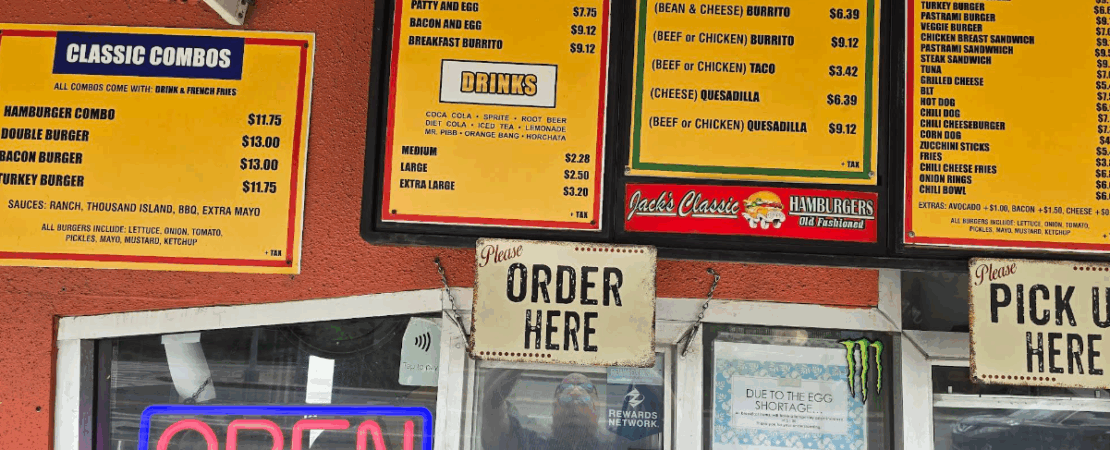 CLASSIC COMBOS
ALL COMBOS COME WITH: DRINK & FRENCH FRIES
HAMBURGER COMBO $11.75
DOUBLE BURGER $13.00
BACON BURGER $13.00
TURKEY BURGER $11.75
SAUCES: RANCH, THOUSAND ISLAND, BBQ, EXTRA MAYO
ALL BURGERS INCLUDE: LETTUCE, ONION, TOMATO,
PICKLES, MAYO, MUSTARD, KETCHUP
+ TAX
PATTY AND EGG $7.75
BACON AND EGG $9.12
BREAKFAST BURRITO $9.12
DRINKS
COCA COLA • SPRITE • ROOT BEER
DIET COLA • ICED TEA • LEMONADE
MR. PIBB • ORANGE BANG • HORCHATA
MEDIUM $2.28
LARGE $2.50
EXTRA LARGE $3.20
+ TAX
(BEAN & CHEESE) BURRITO $6.39
(BEEF or CHICKEN) BURRITO $9.12
(BEEF or CHICKEN) TACO $3.42
(CHEESE) QUESADILLA $6.39
(BEEF or CHICKEN) QUESADILLA $9.12
+ TAX
Jack's Classic HAMBURGERS
Old Fashioned
TURKEY BURGER
PASTRAMI BURGER
VEGGIE BURGER
CHICKEN BREAST SANDWICH
PASTRAMI SANDWHICH
STEAK SANDWICH
TUNA
GRILLED CHEESE
BLT
HOT DOG
CHILI DOG
CHILI CHEESEBURGER
CORN DOG
ZUCCHINI STICKS
FRIES
CHILI CHEESE FRIES
ONION RINGS
CHILI BOWL
EXTRAS: AVOCADO +$1.00, BACON +$1.50, CHEESE
ALL BURGERS INCLUDE: LETTUCE, ONION, TOMATO,
PICKLES, MAYO, MUSTARD, KETCHUP
Please
ORDER
HERE
Please
PICK U
HERE
OPEN
REWARDS
NETWORK
DUE TO THE EGG
SHORTAGE...